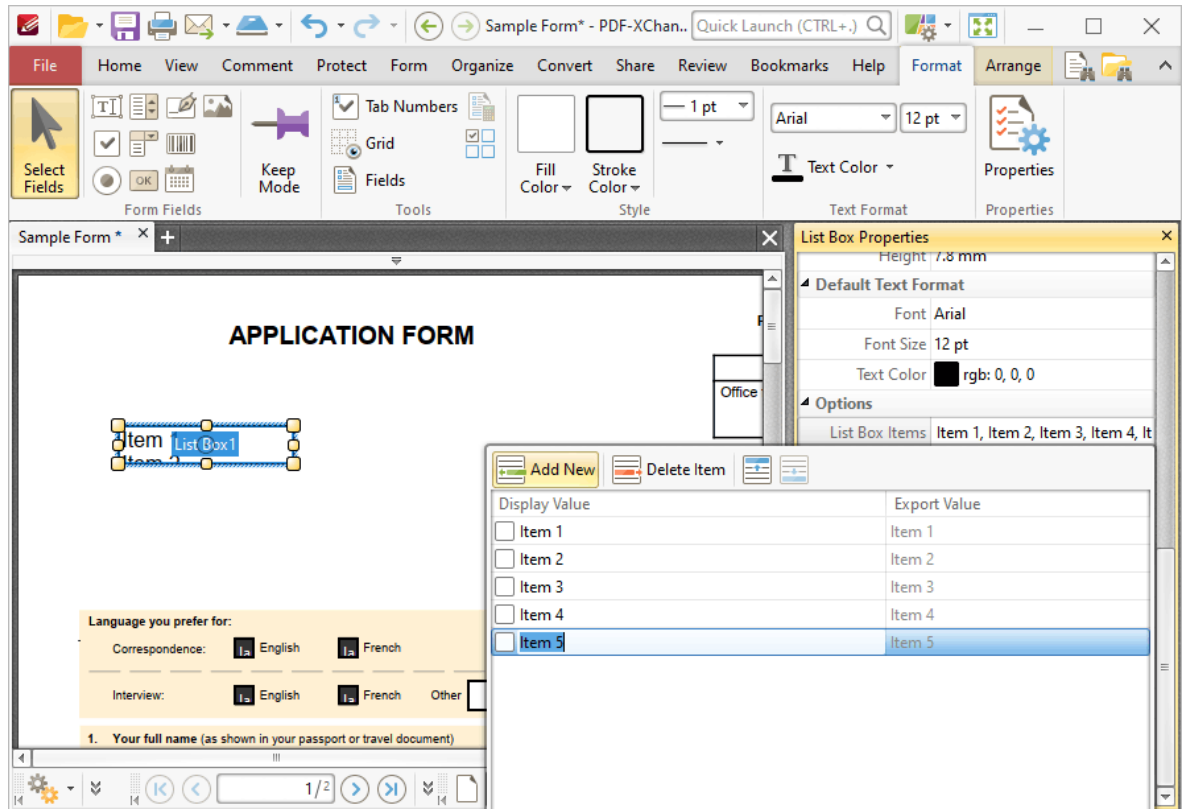 Sample Form* - PDF-XChan.. Quick Launch (CTRL+.)
File Home View Comment Protect Form Organize Convert Share Review Bookmarks Help Format Arrange
Select Fields
OK
Keep Mode
Tab Numbers
Grid
Fields
Fill Color
Stroke Color
1 pt
Arial 12 pt
T Text Color
Properties
Form Fields Tools Style Text Format Properties
Sample Form *
List Box Properties
Height 7.8 mm
Default Text Format
Font Arial
Font Size 12 pt
Text Color rgb: 0, 0, 0
Options
List Box Items Item 1, Item 2, Item 3, Item 4, It
APPLICATION FORM
Office
Item
List Box1
Item 2
Add New Delete Item
Display Value Export Value
Item 1 Item 1
Item 2 Item 2
Item 3 Item 3
Item 4 Item 4
Item 5 Item 5
Language you prefer for:
Correspondence: English French
Interview: English French Other
1. Your full name (as shown in your passport or travel document)
1/2